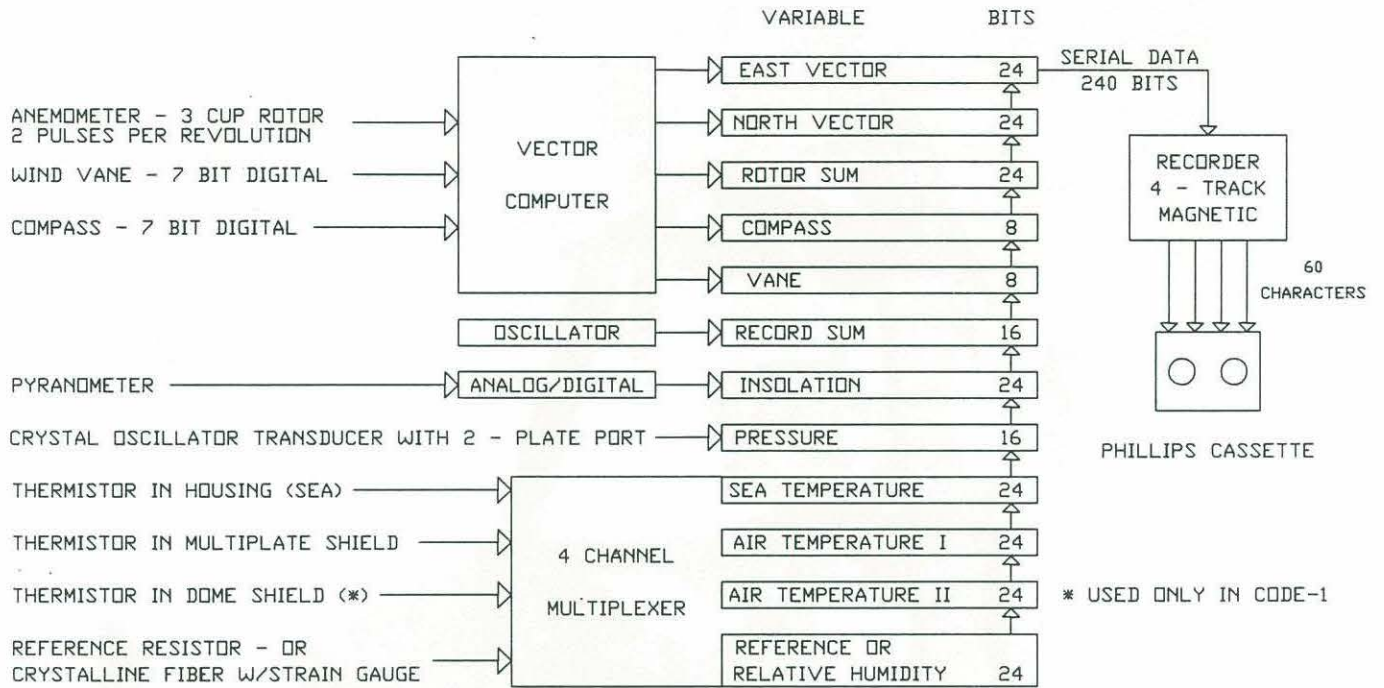 VARIABLE BITS
EAST VECTOR 24
SERIAL DATA
240 BITS
ANEMOMETER - 3 CUP ROTOR
2 PULSES PER REVOLUTION
NORTH VECTOR 24
VECTOR
COMPUTER
WIND VANE - 7 BIT DIGITAL
ROTOR SUM 24
RECORDER
4 - TRACK
MAGNETIC
COMPASS - 7 BIT DIGITAL
COMPASS 8
VANE 8
60
CHARACTERS
OSCILLATOR
RECORD SUM 16
PYRANOMETER
ANALOG/DIGITAL
INSOLATION 24
CRYSTAL OSCILLATOR TRANSDUCER WITH 2 - PLATE PORT
PRESSURE 16
PHILLIPS CASSETTE
THERMISTOR IN HOUSING (SEA)
SEA TEMPERATURE 24
THERMISTOR IN MULTIPLATE SHIELD
4 CHANNEL
MULTIPLEXER
AIR TEMPERATURE I 24
THERMISTOR IN DOME SHIELD (*)
AIR TEMPERATURE II 24
* USED ONLY IN CODE-1
REFERENCE RESISTOR - OR
CRYSTALLINE FIBER W/STRAIN GAUGE
REFERENCE OR
RELATIVE HUMIDITY 24